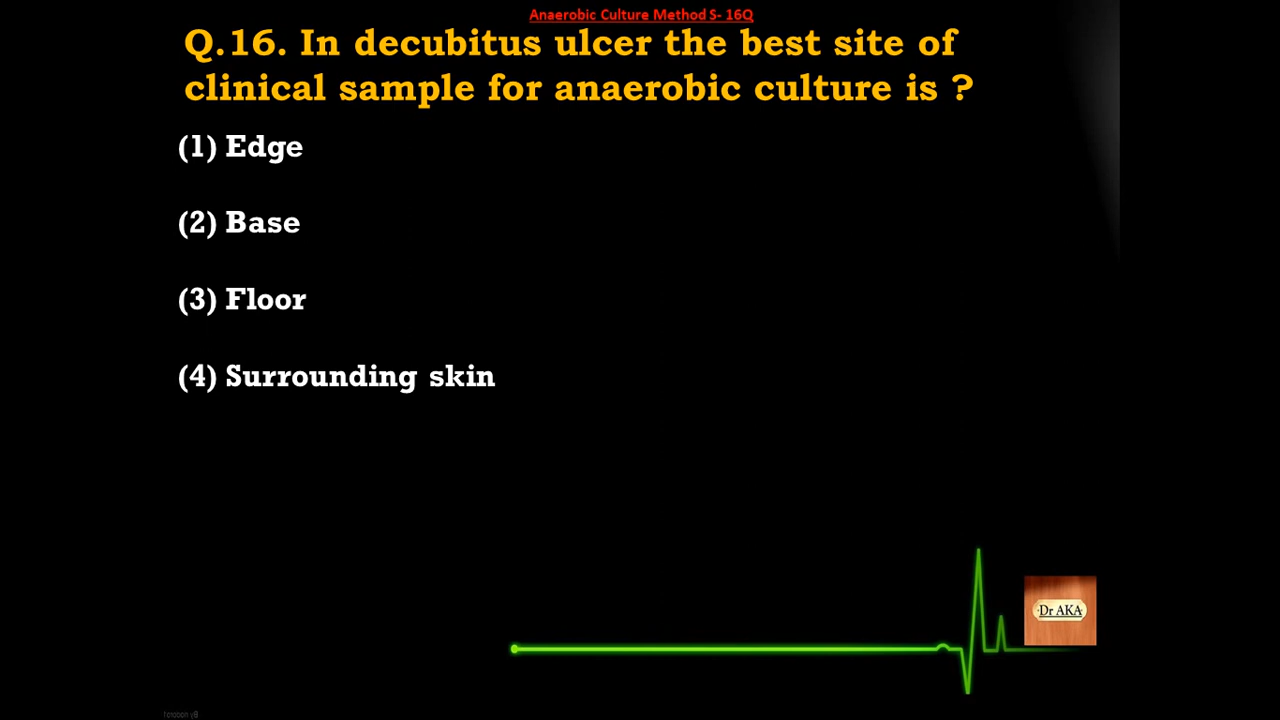 Anaerobic Culture Method S- 16Q
Q.16. In decubitus ulcer the best site of
clinical sample for anaerobic culture is ?
(1) Edge
(2) Base
(3) Floor
(4) Surrounding skin
Dr AKA